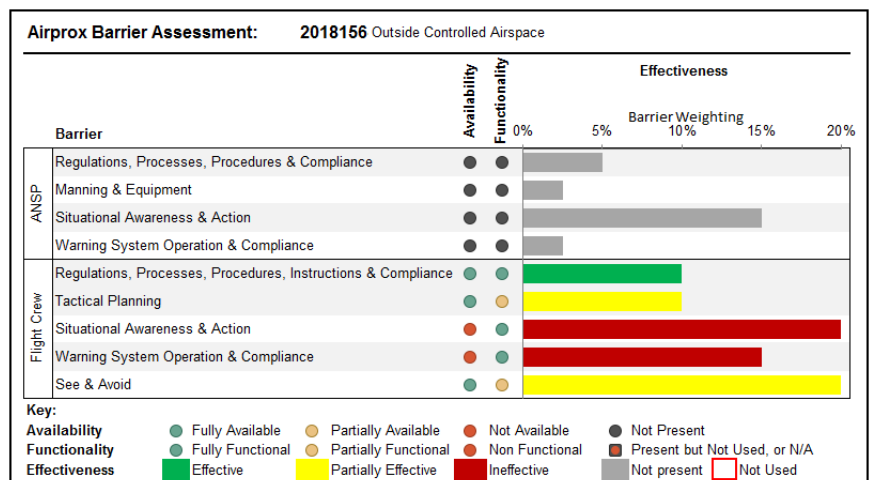 Airprox Barrier Assessment: 2018156 Outside Controlled Airspace
Barrier
Availability
Functionality
Effectiveness
Barrier Weighting
0% 5% 10% 15% 20%
ANSP
Regulations, Processes, Procedures & Compliance
Manning & Equipment
Situational Awareness & Action
Warning System Operation & Compliance
Flight Crew
Regulations, Processes, Procedures, Instructions & Compliance
Tactical Planning
Situational Awareness & Action
Warning System Operation & Compliance
See & Avoid
Key:
Availability Fully Available Partially Available Not Available Not Present
Functionality Fully Functional Partially Functional Non Functional Present but Not Used, or N/A
Effectiveness Effective Partially Effective Ineffective Not present Not Used